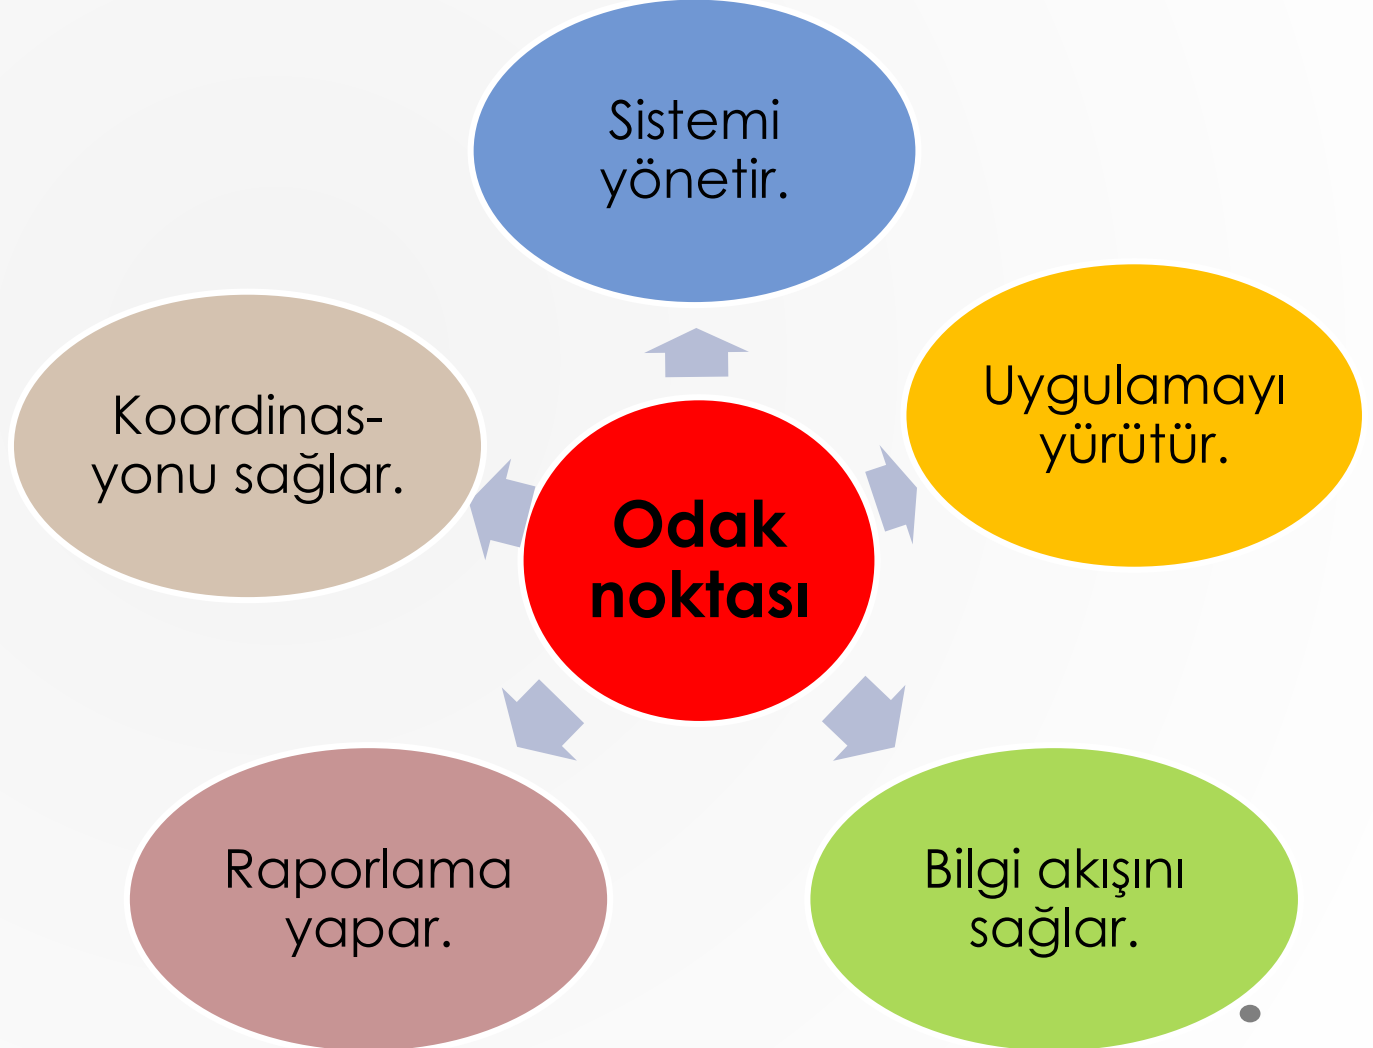 Sistemi
yönetir.
Uygulamayı
yürütür.
Koordinas-
yonu sağlar.
Odak
noktası
Raporlama
yapar.
Bilgi akışını
sağlar.